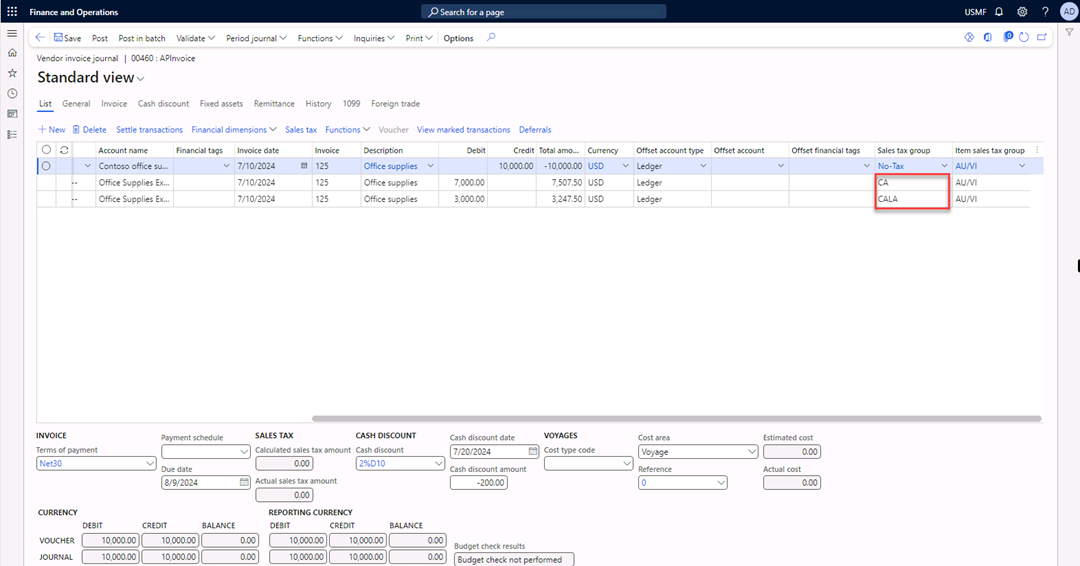 Finance and Operations Search for a page USMF ? AD
Save Post Post in batch Validate Period journal Functions Inquiries Print Options 0
Vendor invoice journal | 00460 : APInvoice
Standard view
List General Invoice Cash discount Fixed assets Remittance History 1099 Foreign trade
+ New Delete Settle transactions Financial dimensions Sales tax Functions Voucher View marked transactions Deferrals
Account name Financial tags Invoice date Invoice Description Debit Credit Total amo... Currency Offset account type Offset account Offset financial tags Sales tax group Item sales tax group
Contoso office su... 7/10/2024 125 Office supplies 10,000.00 -10,000.00 USD Ledger No-Tax AU/VI
-- Office Supplies Ex... 7/10/2024 125 Office supplies 7,000.00 7,507.50 USD Ledger CA AU/VI
-- Office Supplies Ex... 7/10/2024 125 Office supplies 3,000.00 3,247.50 USD Ledger CALA AU/VI
INVOICE
Terms of payment
Net30
Payment schedule
Due date
8/9/2024
SALES TAX
Calculated sales tax amount
0.00
Actual sales tax amount
0.00
CASH DISCOUNT
Cash discount
2%D10
Cash discount date
7/20/2024
Cash discount amount
-200.00
VOYAGES
Cost type code
Cost area
Voyage
Reference
0
Estimated cost
0.00
Actual cost
0.00
CURRENCY REPORTING CURRENCY
DEBIT CREDIT BALANCE DEBIT CREDIT BALANCE
VOUCHER 10,000.00 10,000.00 0.00 10,000.00 10,000.00 0.00
JOURNAL 10,000.00 10,000.00 0.00 10,000.00 10,000.00 0.00
Budget check results
Budget check not performed